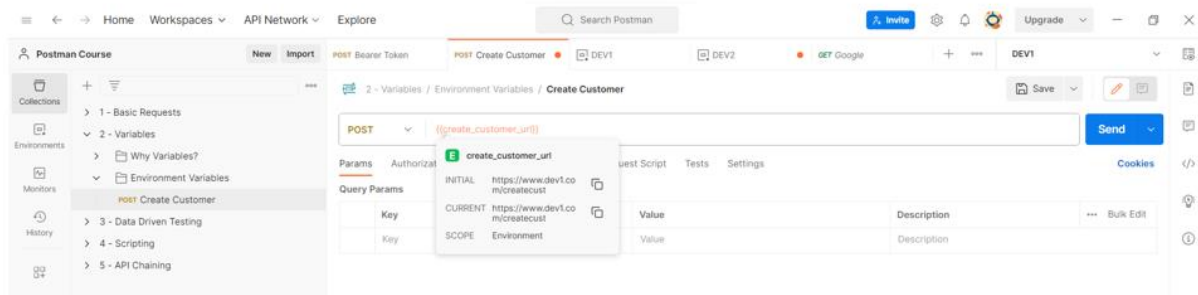 Home Workspaces API Network Explore Search Postman Invite Upgrade
Postman Course New Import POST Bearer Token POST Create Customer DEV1 DEV2 GET Google DEV1
Collections
Environments
Monitors
History
1 - Basic Requests
2 - Variables
Why Variables?
Environment Variables
POST Create Customer
3 - Data Driven Testing
4 - Scripting
5 - API Chaining
2 - Variables / Environment Variables / Create Customer Save
POST {{create_customer_url}} Send
Params Authorizat uest Script Tests Settings Cookies
Query Params
Key Value Description Bulk Edit
Key Value Description
E create_customer_url
INITIAL https://www.dev1.co
m/createcust
CURRENT https://www.dev1.co
m/createcust
SCOPE Environment